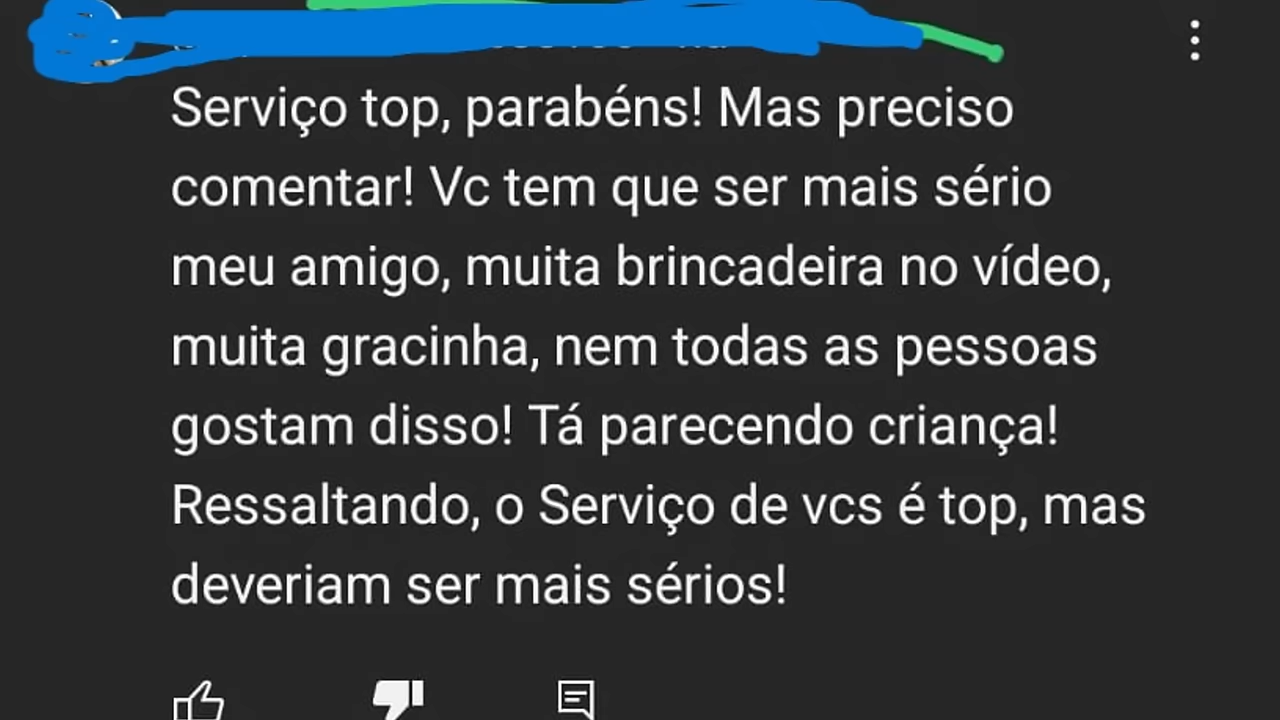 Serviço top, parabéns! Mas preciso
comentar! Vc tem que ser mais sério
meu amigo, muita brincadeira no vídeo,
muita gracinha, nem todas as pessoas
gostam disso! Tá parecendo criança!
Ressaltando, o Serviço de vcs é top, mas
deveriam ser mais sérios!